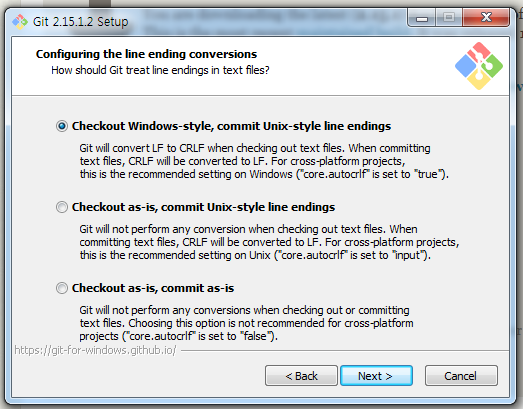 Git 2.15.1.2 Setup
Configuring the line ending conversions
How should Git treat line endings in text files?
Checkout Windows-style, commit Unix-style line endings
Git will convert LF to CRLF when checking out text files. When committing
text files, CRLF will be converted to LF. For cross-platform projects,
this is the recommended setting on Windows ("core.autocrlf" is set to "true").
Checkout as-is, commit Unix-style line endings
Git will not perform any conversion when checking out text files. When
committing text files, CRLF will be converted to LF. For cross-platform projects,
this is the recommended setting on Unix ("core.autocrlf" is set to "input").
Checkout as-is, commit as-is
Git will not perform any conversions when checking out or committing
text files. Choosing this option is not recommended for cross-platform
projects ("core.autocrlf" is set to "false").
https://git-for-windows.github.io/
< Back
Next >
Cancel